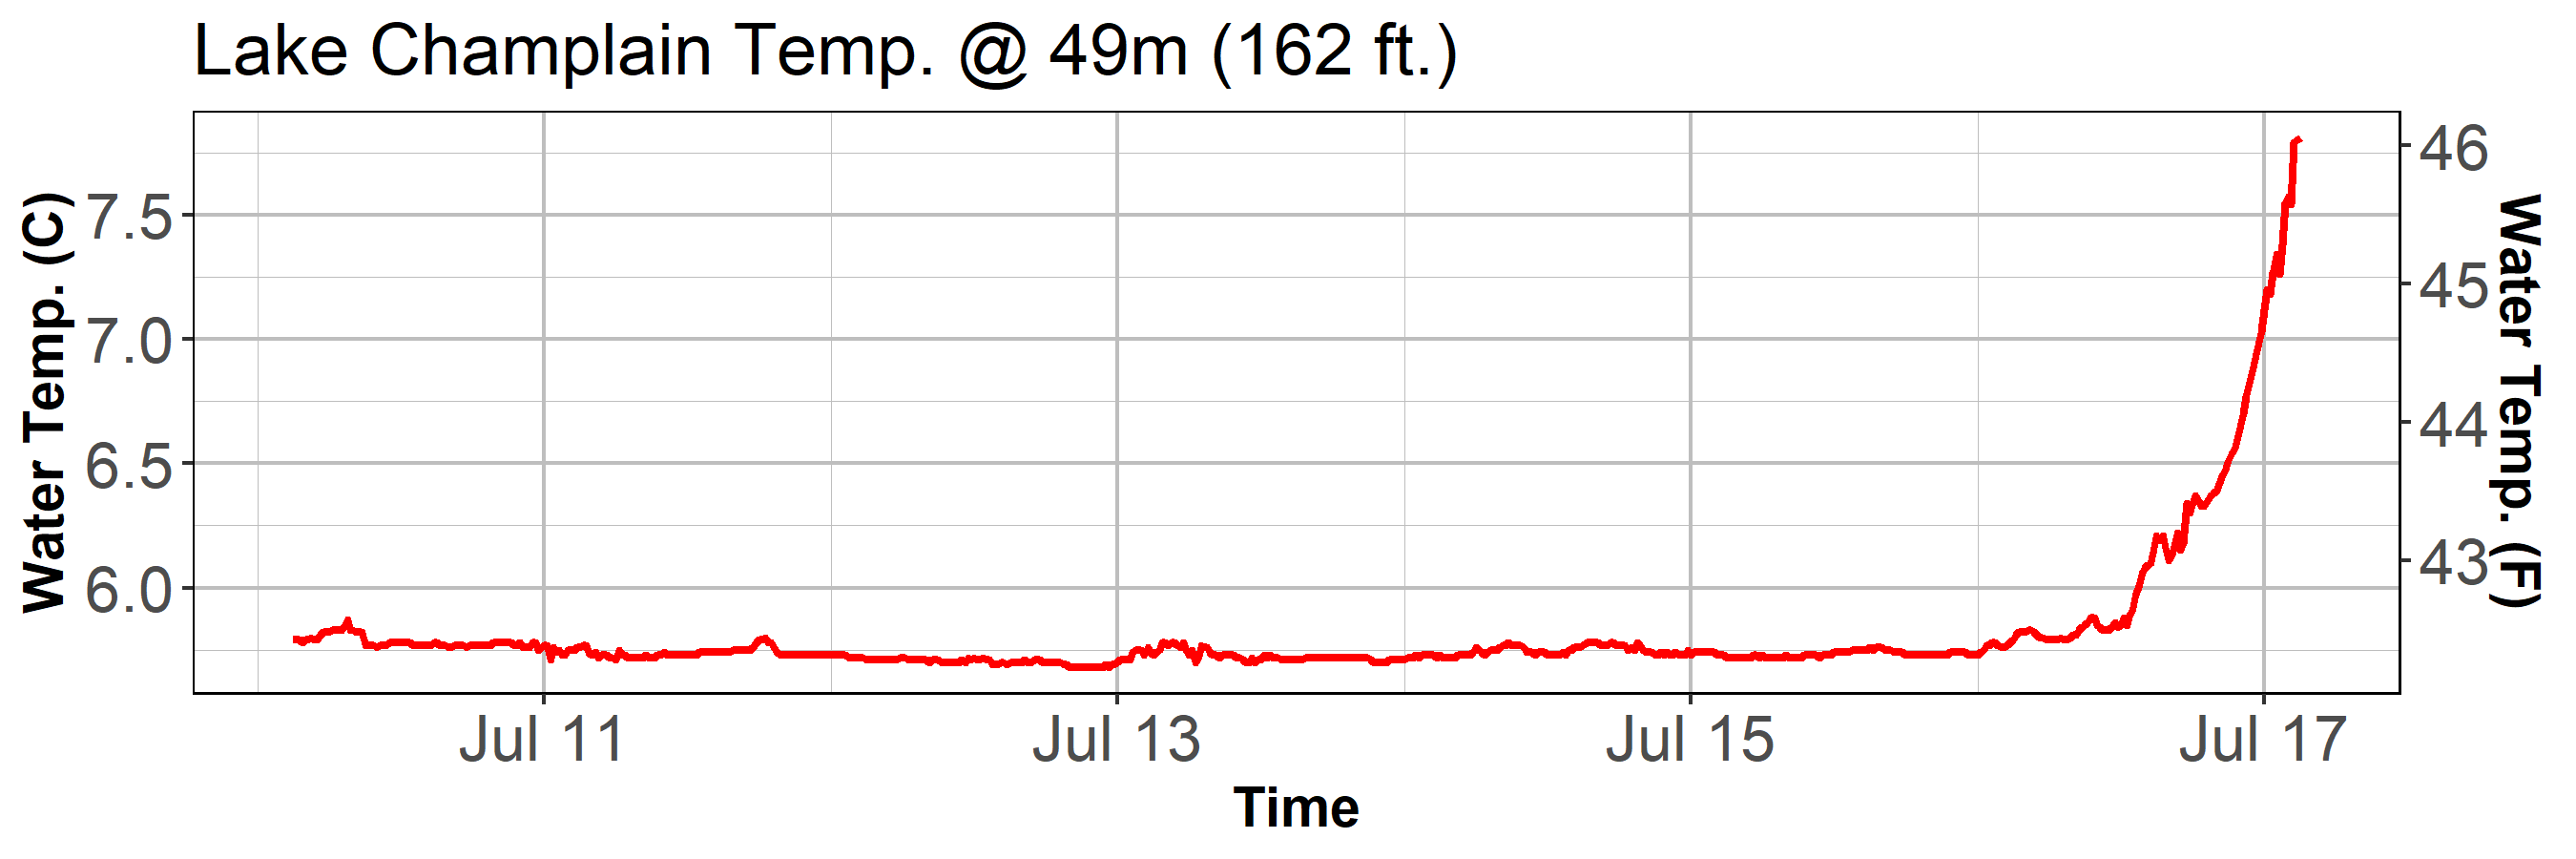 Lake Champlain Temp. @ 49m (162 ft.)
Water Temp. (C)
7.5
7.0
6.5
6.0
46
45
44
43
Water Temp. (F)
Jul 11
Jul 13
Jul 15
Jul 17
Time